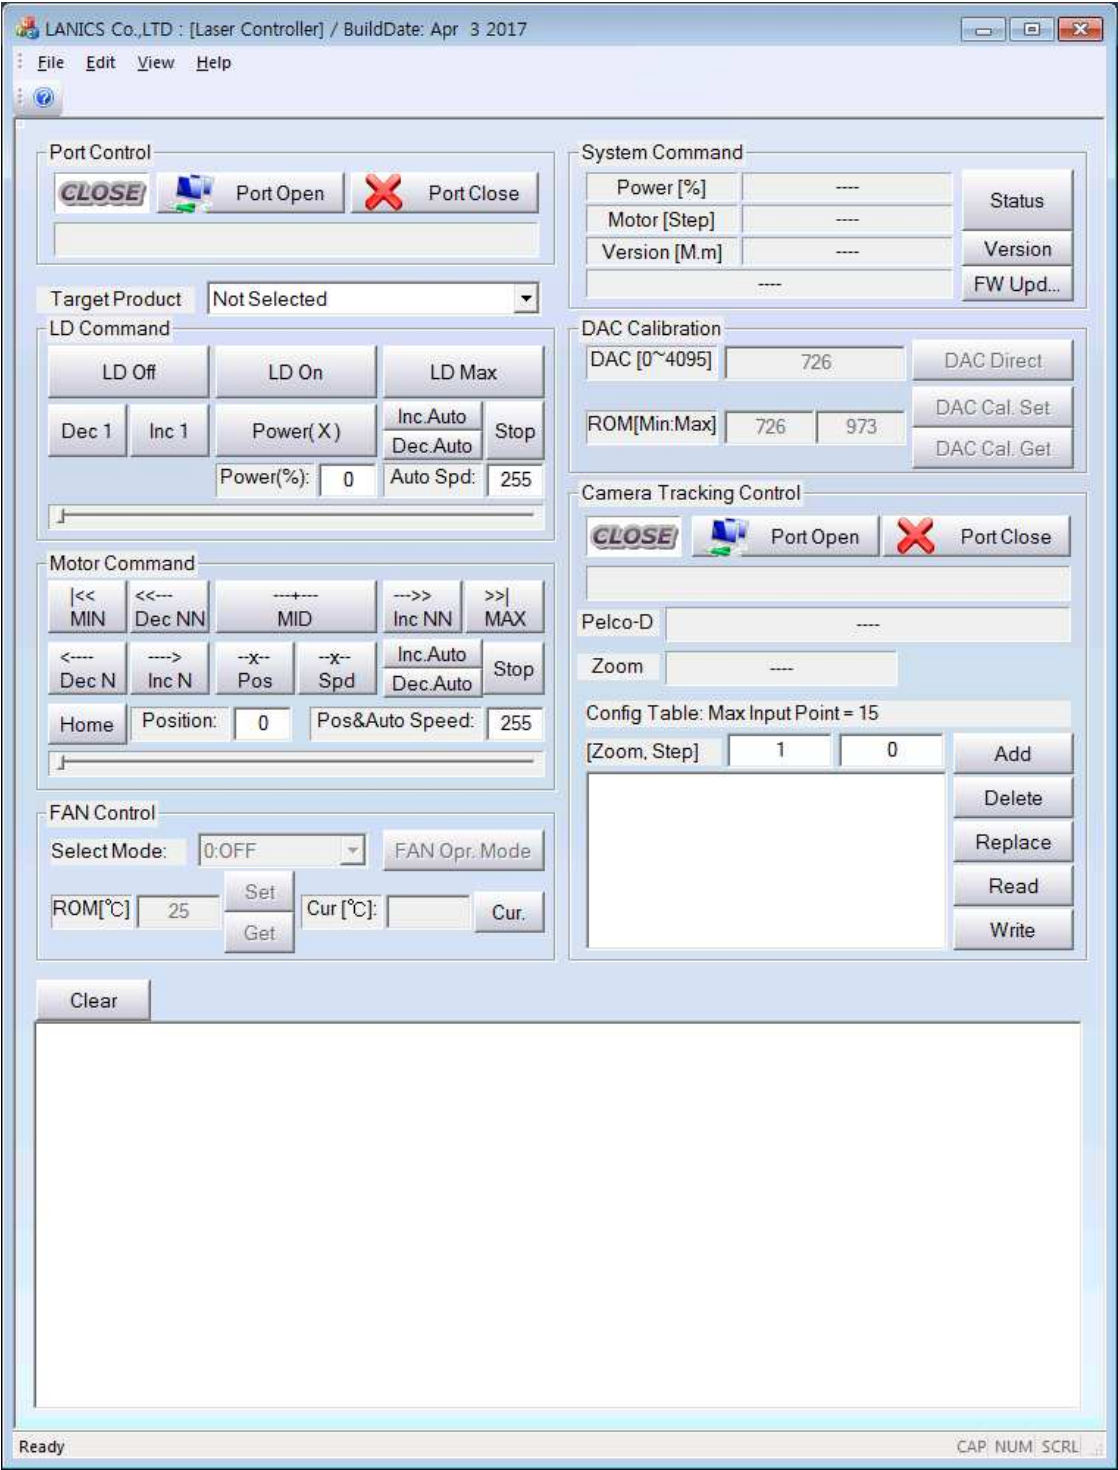 LANICS Co.,LTD : [Laser Controller] / BuildDate: Apr 3 2017
File Edit View Help
Port Control
CLOSE! Port Open Port Close
Target Product Not Selected
LD Command
LD Off LD On LD Max
Dec 1 Inc 1 Power( X ) Inc.Auto Dec.Auto Stop
Power(%): 0 Auto Spd: 255
Motor Command
|<< MIN <<--- Dec NN ---+--- MID --->> Inc NN >>| MAX
<---- Dec N ----> Inc N --x-- Pos --x-- Spd Inc.Auto Dec.Auto Stop
Home Position: 0 Pos&Auto Speed: 255
FAN Control
Select Mode: 0:OFF FAN Opr. Mode
ROM[℃] 25 Set Get Cur [℃]: Cur.
System Command
Power [%] ----
Motor [Step] ----
Version [M.m] ----
----
Status
Version
FW Upd...
DAC Calibration
DAC [0~4095] 726 DAC Direct
ROM[Min:Max] 726 973 DAC Cal. Set
DAC Cal. Get
Camera Tracking Control
CLOSE! Port Open Port Close
Pelco-D ----
Zoom ----
Config Table: Max Input Point = 15
[Zoom, Step] 1 0 Add
Delete
Replace
Read
Write
Clear
Ready CAP NUM SCRL